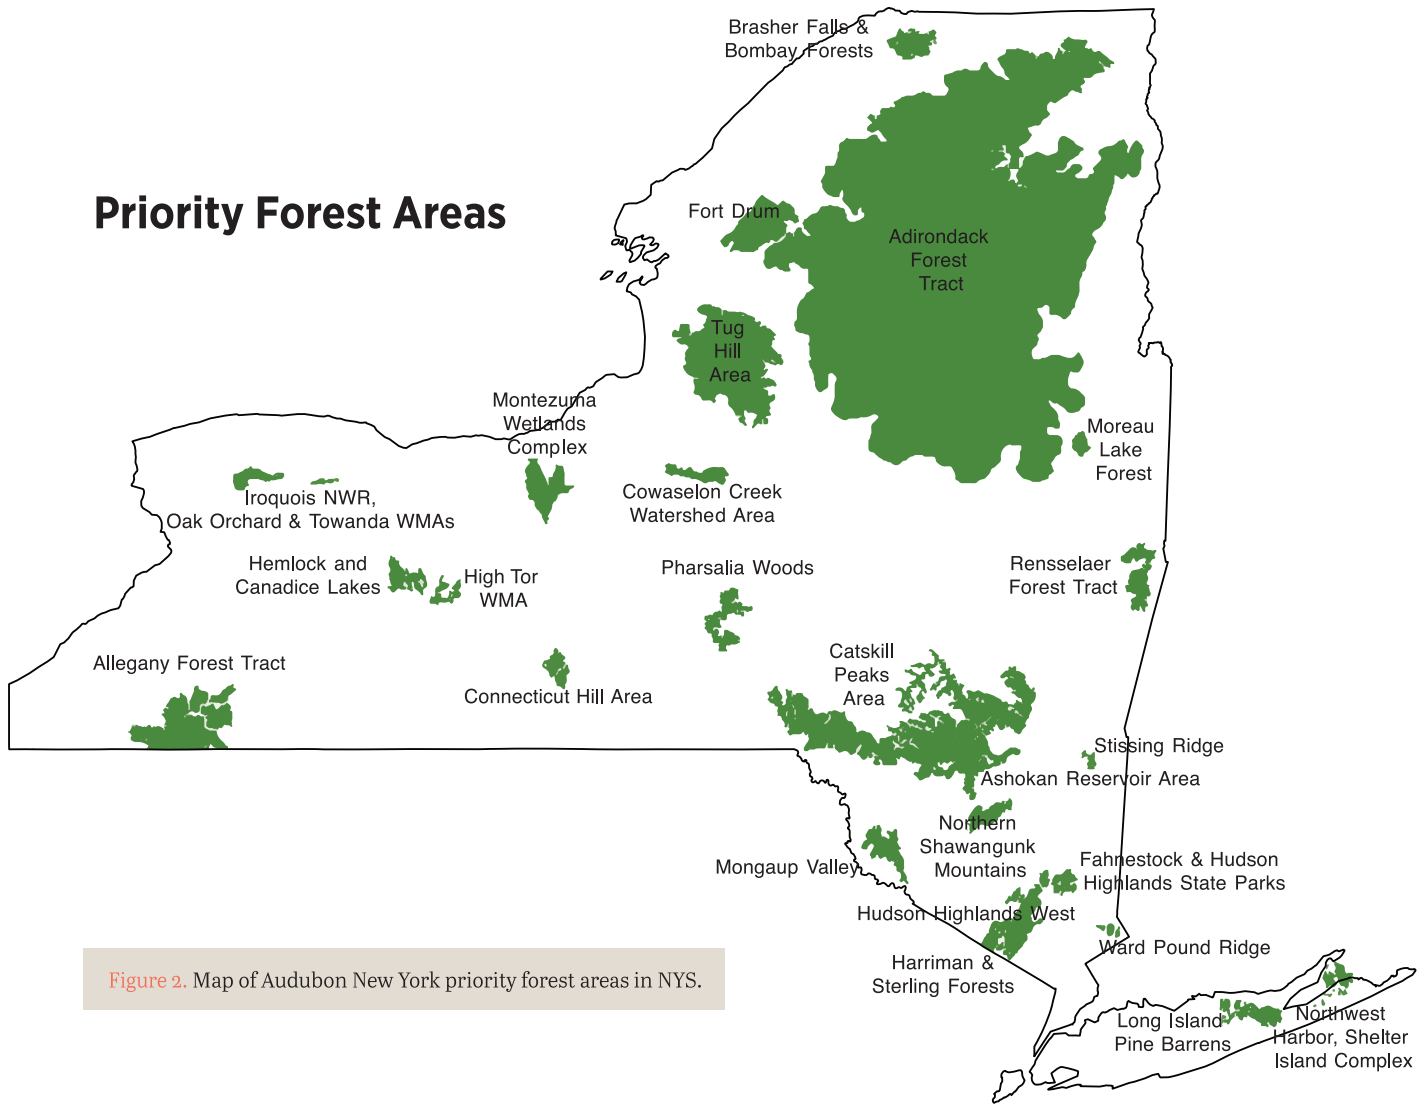 Brasher Falls &
Bombay Forests
Priority Forest Areas
Fort Drum
Adirondack
Forest
Tract
Tug
Hill
Area
Montezuma
Wetlands
Complex
Moreau
Lake
Forest
Iroquois NWR,
Oak Orchard & Towanda WMAs
Cowaselon Creek
Watershed Area
Hemlock and
Canadice Lakes
High Tor
WMA
Pharsalia Woods
Rensselaer
Forest Tract
Allegany Forest Tract
Connecticut Hill Area
Catskill
Peaks
Area
Stissing Ridge
Ashokan Reservoir Area
Northern
Shawangunk
Mountains
Mongaup Valley
Fahnestock & Hudson
Highlands State Parks
Hudson Highlands West
Ward Pound Ridge
Harriman &
Sterling Forests
Long Island
Pine Barrens
Northwest
Harbor, Shelter
Island Complex
Figure 2. Map of Audubon New York priority forest areas in NYS.